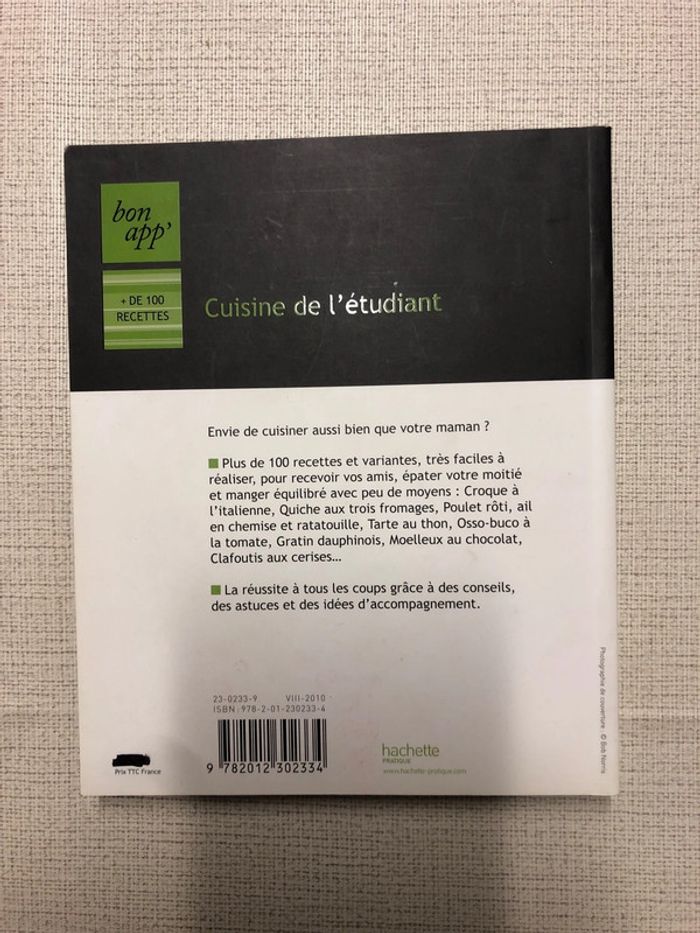 bon
app'
+ DE 100
RECETTES
Cuisine de l'étudiant
Envie de cuisiner aussi bien que votre maman ?
Plus de 100 recettes et variantes, très faciles à
réaliser, pour recevoir vos amis, épater votre moitié
et manger équilibré avec peu de moyens : Croque à
l'italienne, Quiche aux trois fromages, Poulet rôti, ail
en chemise et ratatouille, Tarte au thon, Osso-buco à
la tomate, Gratin dauphinois, Moelleux au chocolat,
Clafoutis aux cerises...
La réussite à tous les coups grâce à des conseils,
des astuces et des idées d'accompagnement.
23-0233-9 VIII-2010
ISBN: 978-2-01-230233-4
9 782012 302334
Prix TTC France
hachette
PRATIQUE
www.hachette-pratique.com
Photographie de couverture : © Bob Norris